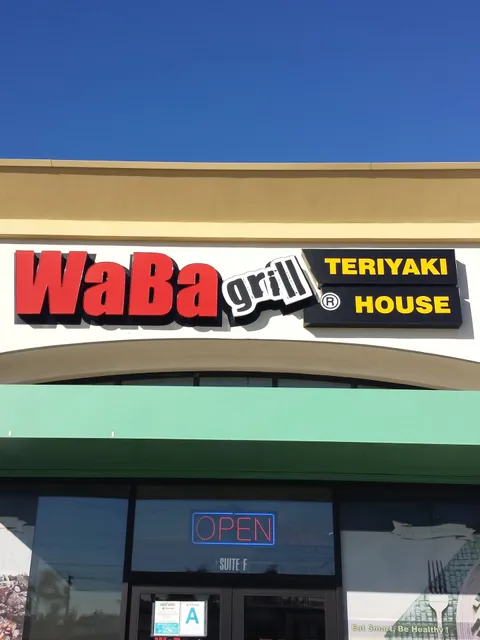 WaBa grill® TERIYAKI
HOUSE
OPEN
SUITE F
A
Eat Smart, Be Healthy!